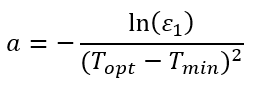 a = − ln(ε₁) / (T_opt − T_min)²